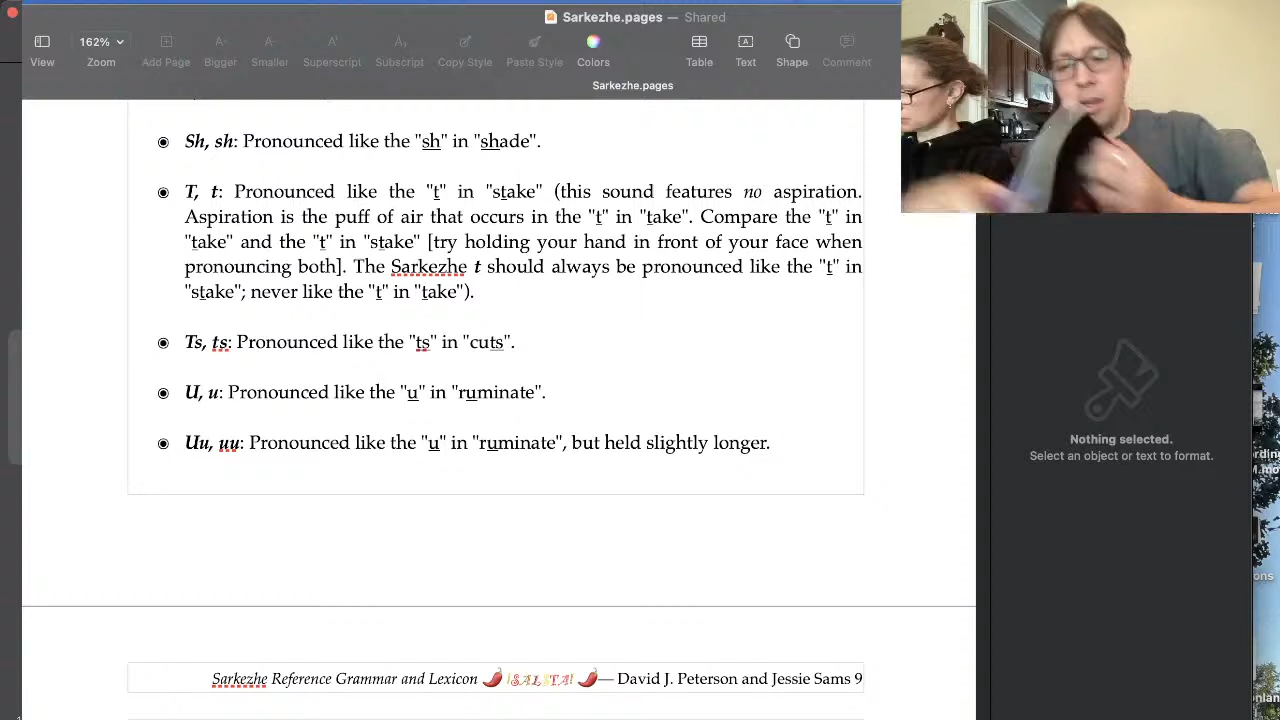 Sarkezhe.pages — Shared
162%
View
Zoom
Add Page
Bigger
Smaller
Superscript
Subscript
Copy Style
Paste Style
Colors
Table
Text
Shape
Comment
Sarkezhe.pages
Sh, sh: Pronounced like the "sh" in "shade".
T, t: Pronounced like the "t" in "stake" (this sound features no aspiration.
Aspiration is the puff of air that occurs in the "t" in "take". Compare the "t" in
"take" and the "t" in "stake" [try holding your hand in front of your face when
pronouncing both]. The Sarkezhe t should always be pronounced like the "t" in
"stake"; never like the "t" in "take").
Ts, ts: Pronounced like the "ts" in "cuts".
U, u: Pronounced like the "u" in "ruminate".
Uu, uu: Pronounced like the "u" in "ruminate", but held slightly longer.
Nothing selected.
Select an object or text to format.
Sarkezhe Reference Grammar and Lexicon — David J. Peterson and Jessie Sams 9